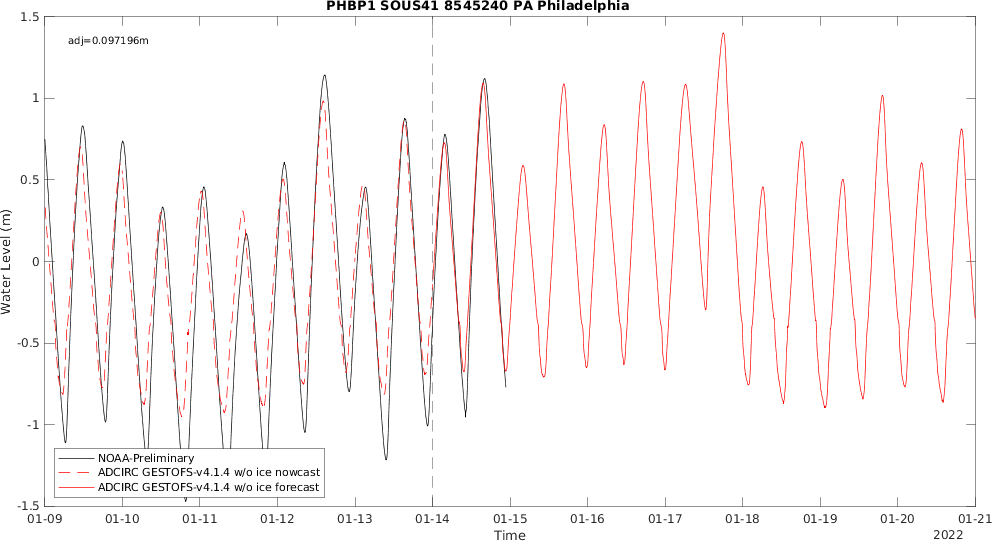 PHBP1 SOUS41 8545240 PA Philadelphia
adj=0.097196m
1.5
1
0.5
0
-0.5
-1
-1.5
Water Level (m)
NOAA-Preliminary
ADCIRC GESTOFS-v4.1.4 w/o ice nowcast
ADCIRC GESTOFS-v4.1.4 w/o ice forecast
01-09 01-10 01-11 01-12 01-13 01-14 01-15 01-16 01-17 01-18 01-19 01-20 01-21
Time
2022